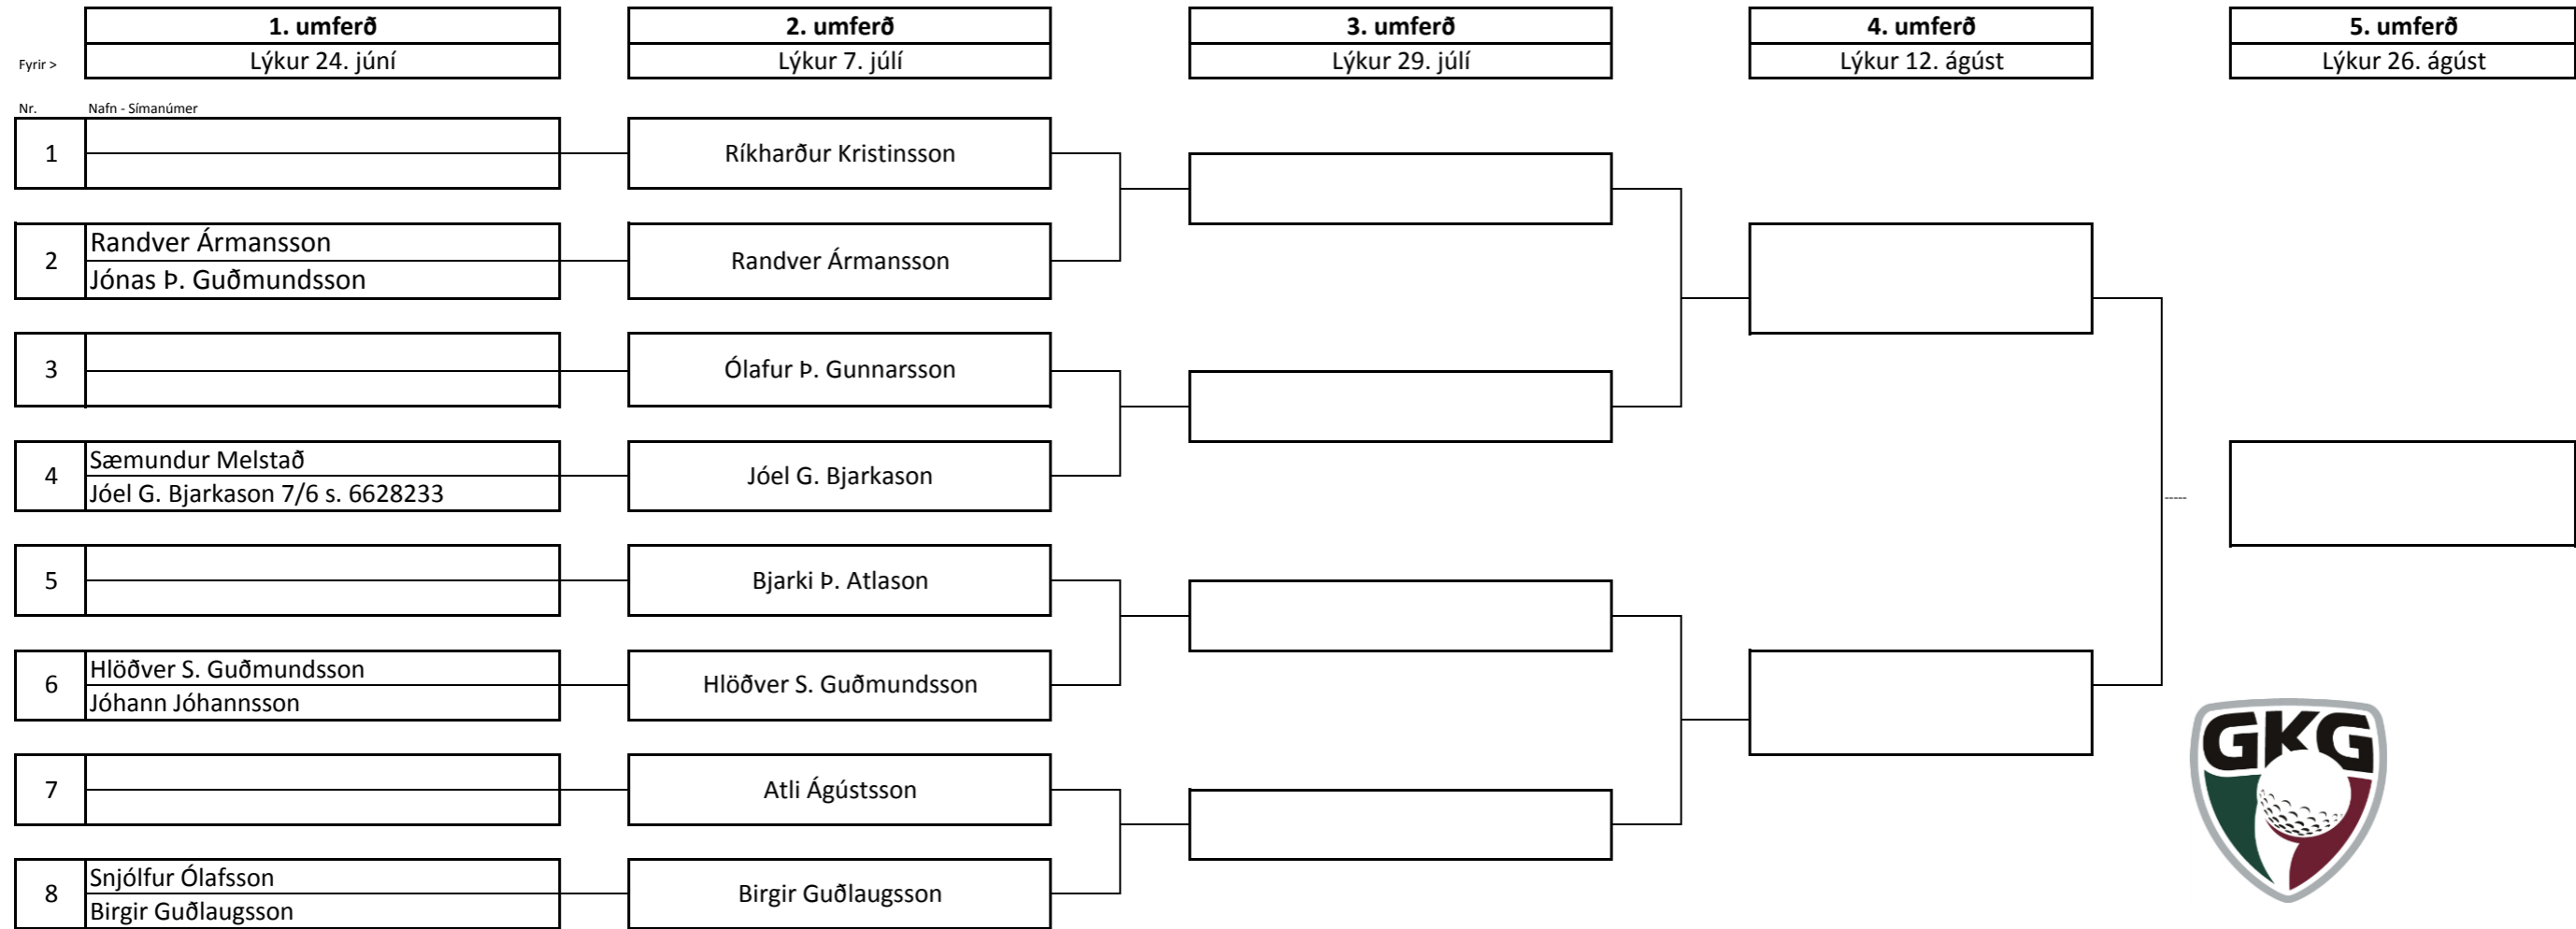 1. umferð
2. umferð
3. umferð
4. umferð
5. umferð
Fyrir >
Lýkur 24. júní
Lýkur 7. júlí
Lýkur 29. júlí
Lýkur 12. ágúst
Lýkur 26. ágúst
Nr.
Nafn - Símanúmer
1
Ríkharður Kristinsson
2
Randver Ármansson
Jónas Þ. Guðmundsson
Randver Ármansson
3
Ólafur Þ. Gunnarsson
4
Sæmundur Melstað
Jóel G. Bjarkason 7/6 s. 6628233
Jóel G. Bjarkason
-----
5
Bjarki Þ. Atlason
6
Hlöðver S. Guðmundsson
Jóhann Jóhannsson
Hlöðver S. Guðmundsson
7
Atli Ágústsson
8
Snjólfur Ólafsson
Birgir Guðlaugsson
Birgir Guðlaugsson
GKG